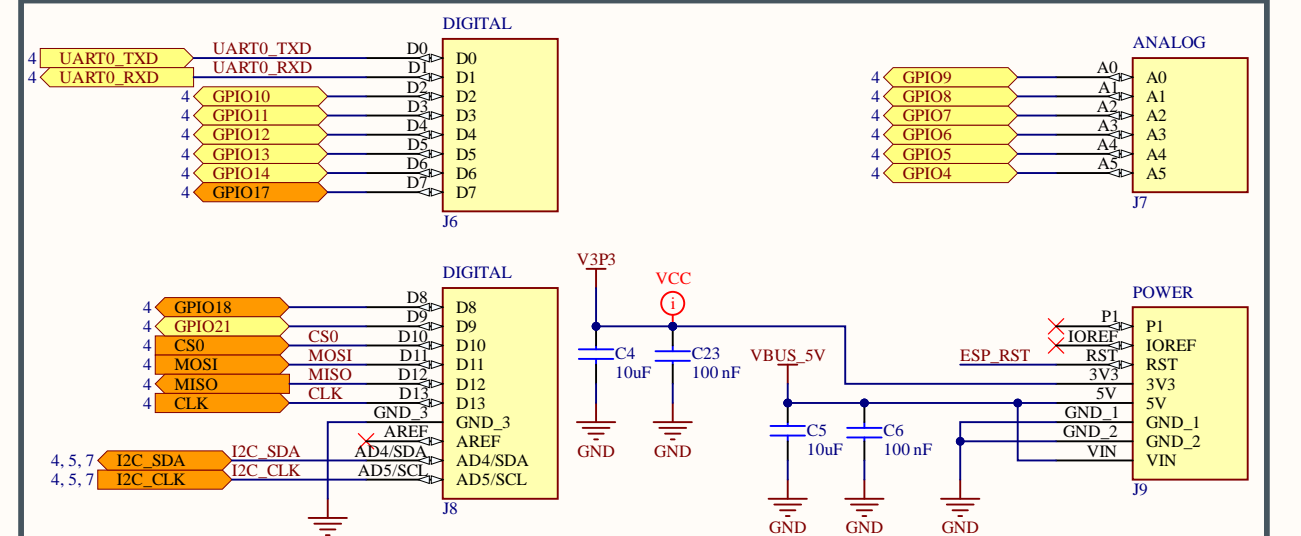 DIGITAL
4 UART0_TXD UART0_TXD D0 D0
4 UART0_RXD UART0_RXD D1 D1
4 GPIO10 D2 D2
4 GPIO11 D3 D3
4 GPIO12 D4 D4
4 GPIO13 D5 D5
4 GPIO14 D6 D6
4 GPIO17 D7 D7
J6
ANALOG
4 GPIO9 A0 A0
4 GPIO8 A1 A1
4 GPIO7 A2 A2
4 GPIO6 A3 A3
4 GPIO5 A4 A4
4 GPIO4 A5 A5
J7
DIGITAL
4 GPIO18 D8 D8
4 GPIO21 D9 D9
4 CS0 CS0 D10 D10
4 MOSI MOSI D11 D11
4 MISO MISO D12 D12
4 CLK CLK D13 D13
GND_3 GND_3
AREF AREF
4, 5, 7 I2C_SDA I2C_SDA AD4/SDA AD4/SDA
4, 5, 7 I2C_CLK I2C_CLK AD5/SCL AD5/SCL
J8
V3P3
VCC
i
C4
10uF
C23
100 nF
GND
GND
VBUS_5V
C5
10uF
C6
100 nF
GND
GND
GND
POWER
P1 P1
IOREF IOREF
ESP_RST RST RST
3V3 3V3
5V 5V
GND_1 GND_1
GND_2 GND_2
VIN VIN
J9